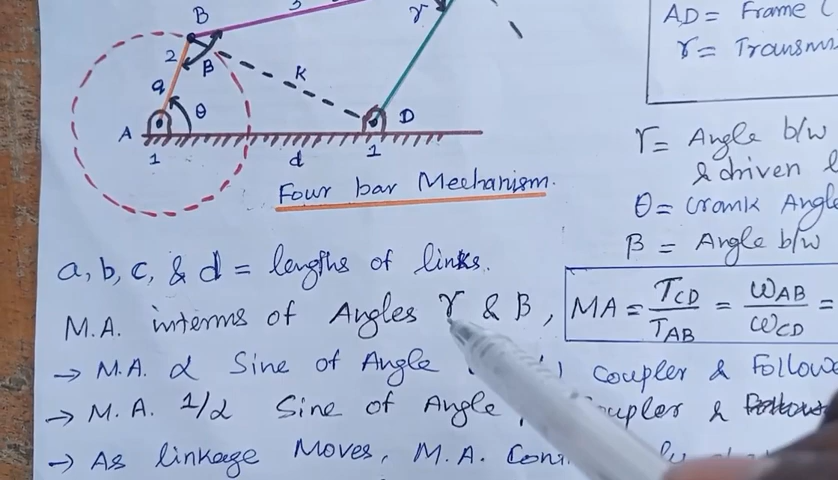 B
3
γ
2
β
K
a
θ
A
D
1
d
1
Four bar Mechanism.
AD = Frame (
γ = Transmi
γ = Angle b/w
& driven
θ = crank Angle
β = Angle b/w
a, b, c, & d = lengths of links.
M.A. interms of Angles γ & β, MA = TCD/TAB = ωAB/ωCD =
→ M.A. α Sine of Angle coupler & Follow
→ M.A. 1/α Sine of Angle coupler &
→ As linkage Moves, M.A. Conti